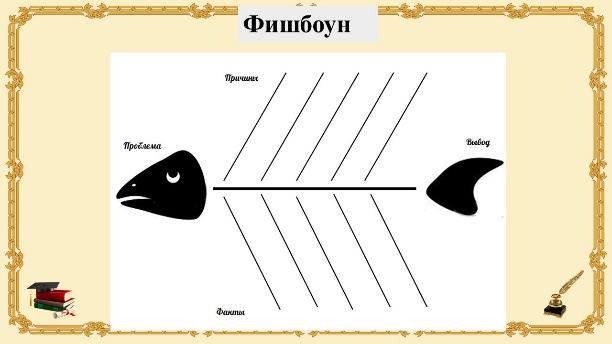 Фишбоун
Причины
Проблема
Вывод
Факты